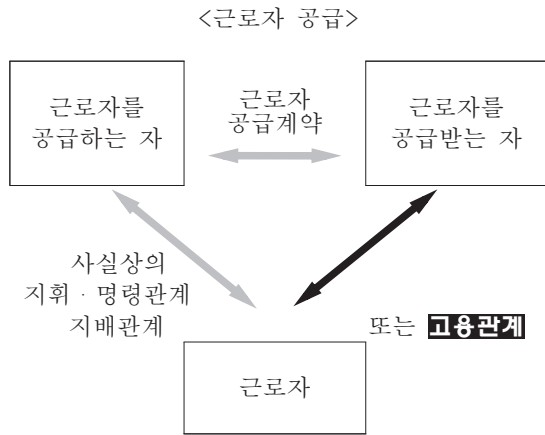 <근로자 공급>
근로자를
공급하는 자
근로자
공급계약
근로자를
공급받는 자
사실상의
지휘 · 명령관계
지배관계
또는 고용관계
근로자